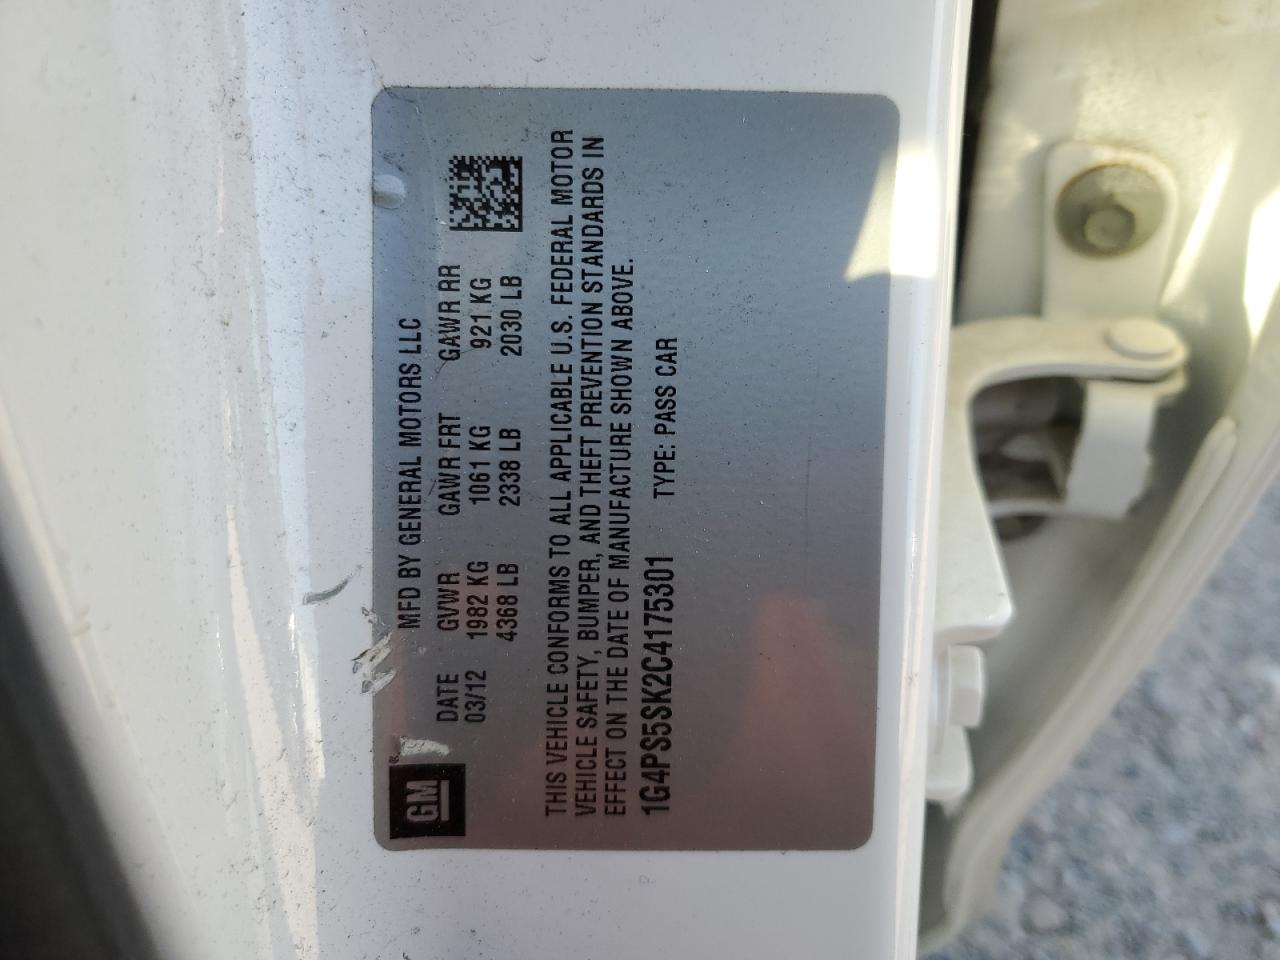 GM
MFD BY GENERAL MOTORS LLC
DATE GVWR GAWR FRT GAWR RR
03/12 1982 KG 1061 KG 921 KG
4368 LB 2338 LB 2030 LB
THIS VEHICLE CONFORMS TO ALL APPLICABLE U.S. FEDERAL MOTOR
VEHICLE SAFETY, BUMPER, AND THEFT PREVENTION STANDARDS IN
EFFECT ON THE DATE OF MANUFACTURE SHOWN ABOVE.
1G4PS5SK2C4175301 TYPE: PASS CAR